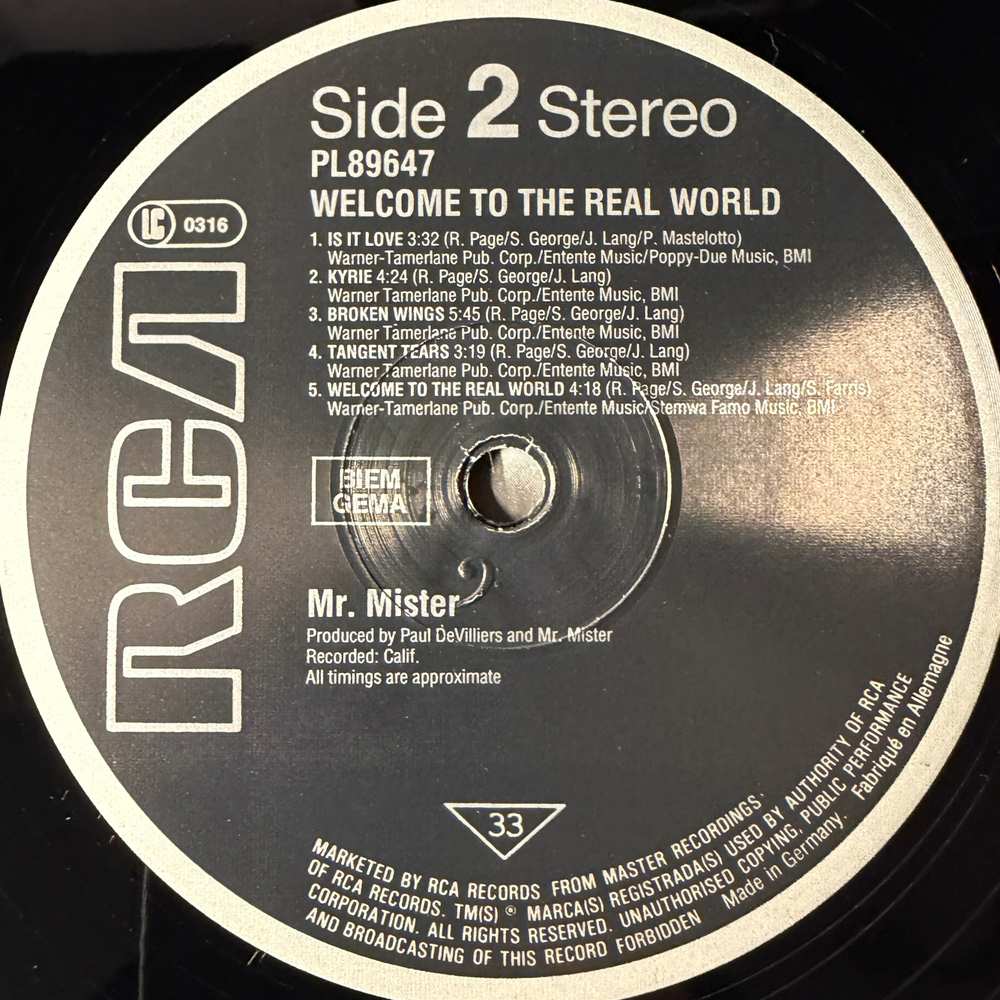 Side 2 Stereo
PL89647
WELCOME TO THE REAL WORLD
LC 0316
1. IS IT LOVE 3:32 (R. Page/S. George/J. Lang/P. Mastelotto)
Warner-Tamerlane Pub. Corp./Entente Music/Poppy-Due Music, BMI
2. KYRIE 4:24 (R. Page/S. George/J. Lang)
Warner Tamerlane Pub. Corp./Entente Music, BMI
3. BROKEN WINGS 5:45 (R. Page/S. George/J. Lang)
Warner Tamerlane Pub. Corp./Entente Music, BMI
4. TANGENT TEARS 3:19 (R. Page/S. George/J. Lang)
Warner-Tamerlane Pub. Corp./Entente Music, BMI
5. WELCOME TO THE REAL WORLD 4:18 (R. Page/S. George/J. Lang/S. Farris)
Warner-Tamerlane Pub. Corp./Entente Music/Stemwa Famo Music, BMI
RCA
BIEM
GEMA
Mr. Mister
Produced by Paul DeVilliers and Mr. Mister
Recorded: Calif.
All timings are approximate
33
MARKETED BY RCA RECORDS FROM MASTER RECORDINGS.
OF RCA RECORDS. TM(S) ® MARCA(S) REGISTRADA(S) USED BY AUTHORITY OF RCA
CORPORATION. ALL RIGHTS RESERVED. UNAUTHORISED COPYING, PUBLIC PERFORMANCE
AND BROADCASTING OF THIS RECORD FORBIDDEN Made in Germany. Fabriqué en Allemagne